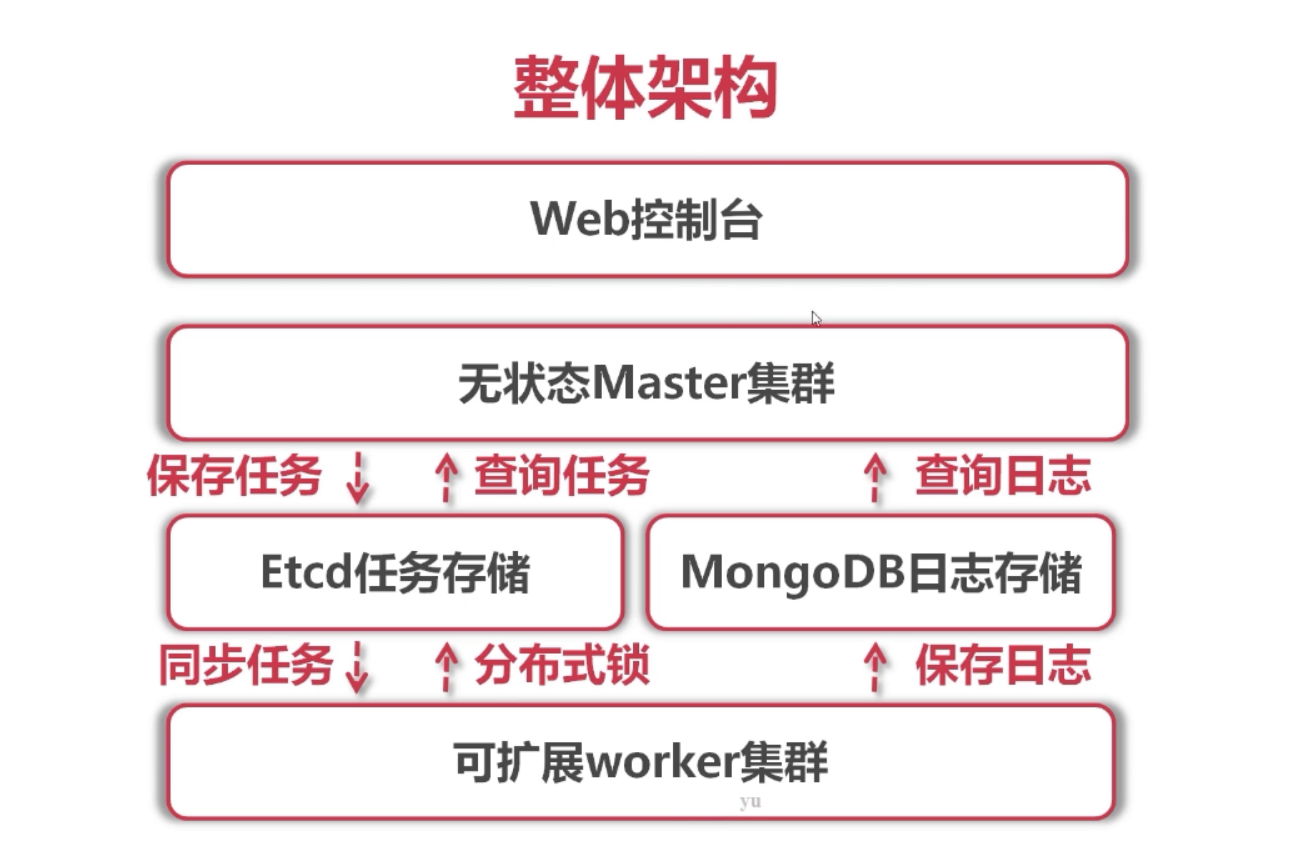 整体架构
Web控制台
无状态Master集群
保存任务 查询任务 查询日志
Etcd任务存储 MongoDB日志存储
同步任务 分布式锁 保存日志
可扩展worker集群
yu